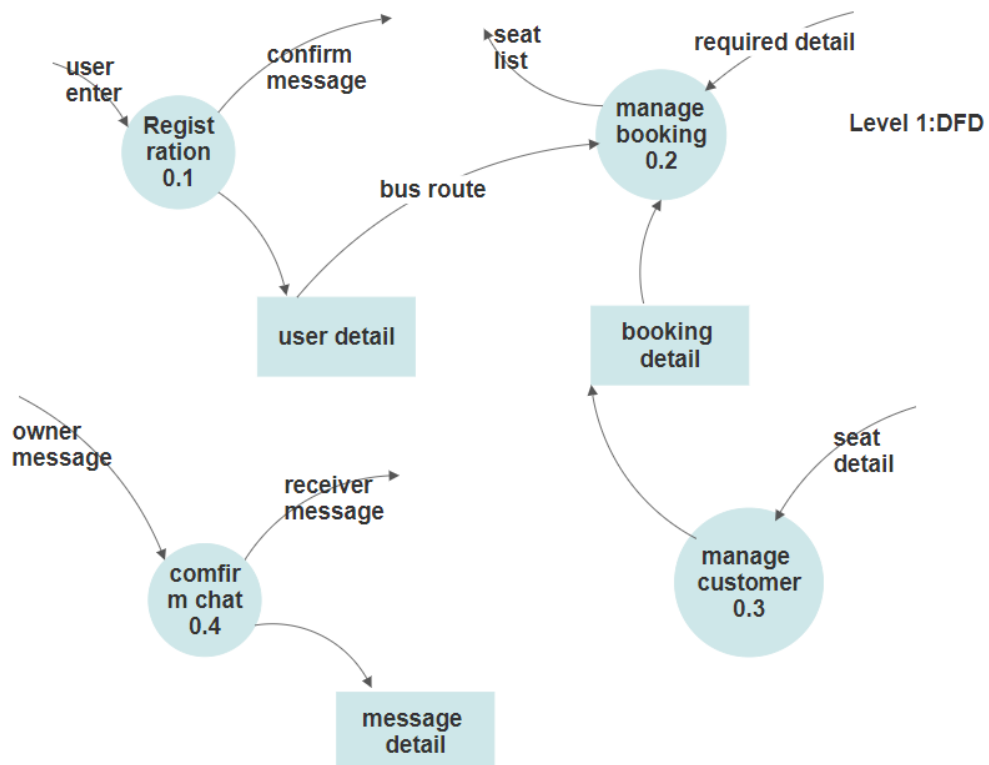 user
enter
confirm
message
seat
list
required detail
Regist
ration
0.1
manage
booking
0.2
Level 1:DFD
bus route
user detail
booking
detail
owner
message
receiver
message
seat
detail
comfir
m chat
0.4
manage
customer
0.3
message
detail